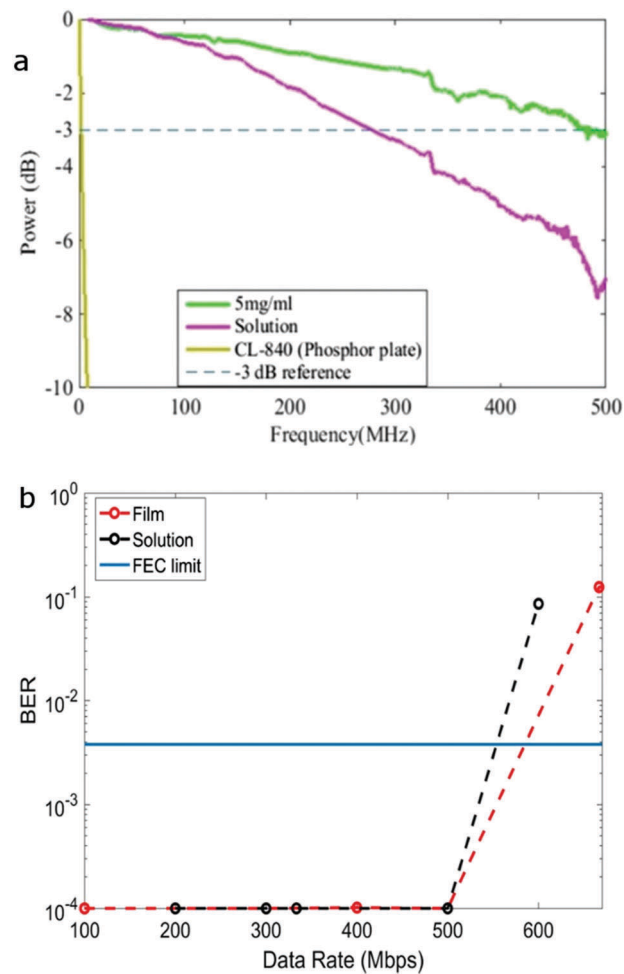 a
0
-2
-3
-4
-6
-8
-10
Power (dB)
5mg/ml
Solution
CL-840 (Phosphor plate)
-3 dB reference
0 100 200 300 400 500
Frequency(MHz)
b
10^0
10^-1
10^-2
10^-3
10^-4
BER
Film
Solution
FEC limit
100 200 300 400 500 600
Data Rate (Mbps)